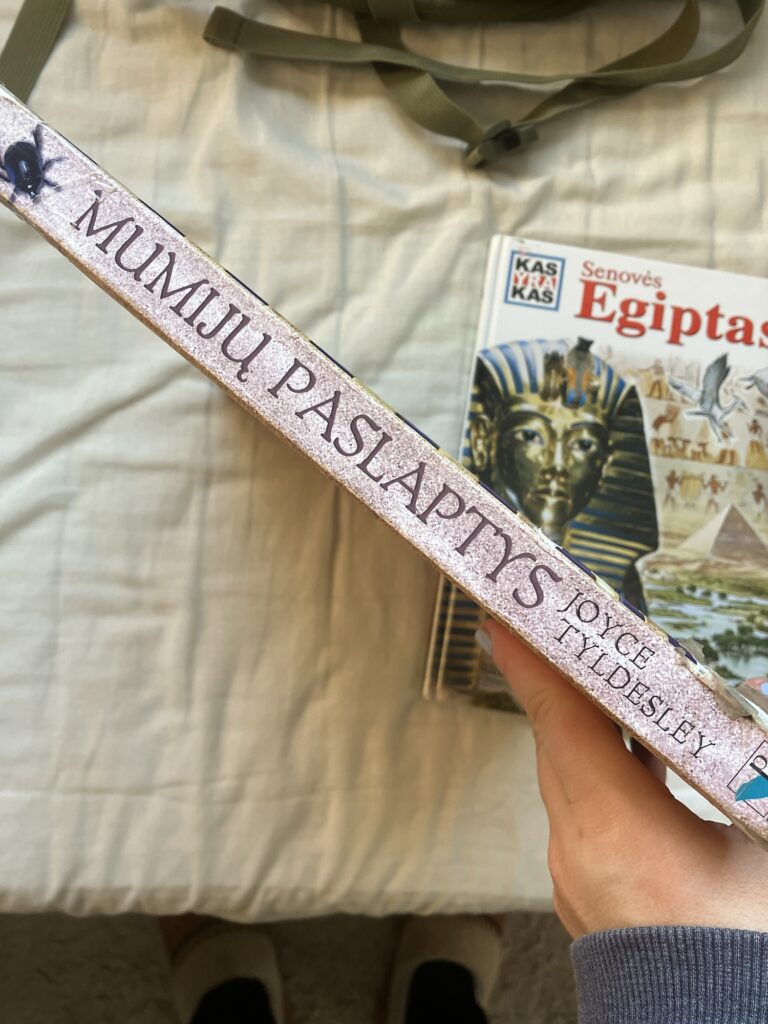 MUMIJŲ PASLAPTYS
JOYCE
TYLDESLEY
KAS
YRA
KAS
Senovės
Egiptas